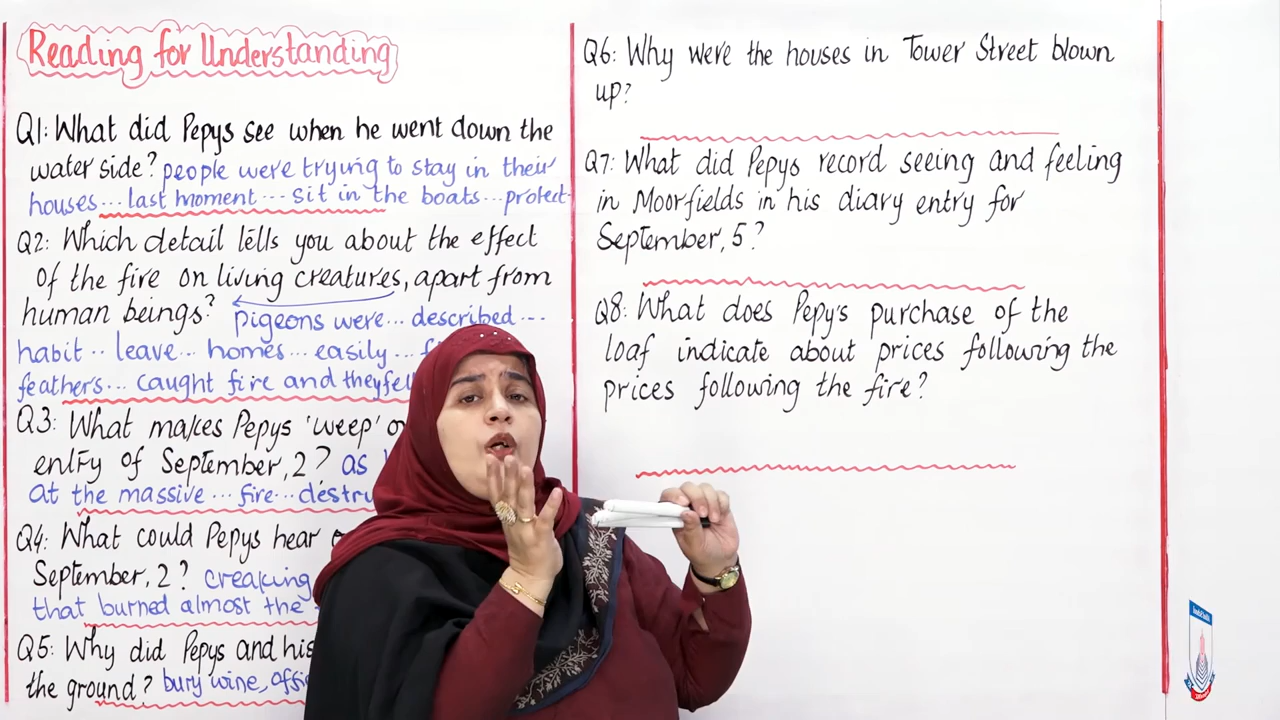 Reading for Understanding
Q1: What did Pepys see when he went down the
water side? people were trying to stay in their
houses... last moment... sit in the boats... protect-
Q2: Which detail tells you about the effect
of the fire on living creatures, apart from
human beings? pigeons were... described...
habit.. leave... homes... easily...
feathers... caught fire and they fel
Q3: What makes Pepys 'weep'
entry of September, 2? as
at the massive... fire... destru
Q4: What could Pepys hear
September, 2? creaking
that burned almost the
Q5: Why did Pepys and his
the ground? bury wine, offi
Q6: Why were the houses in Tower Street blown
up?
Q7: What did Pepys record seeing and feeling
in Moorfields in his diary entry for
September, 5?
Q8: What does Pepy's purchase of the
loaf indicate about prices following the
prices following the fire?